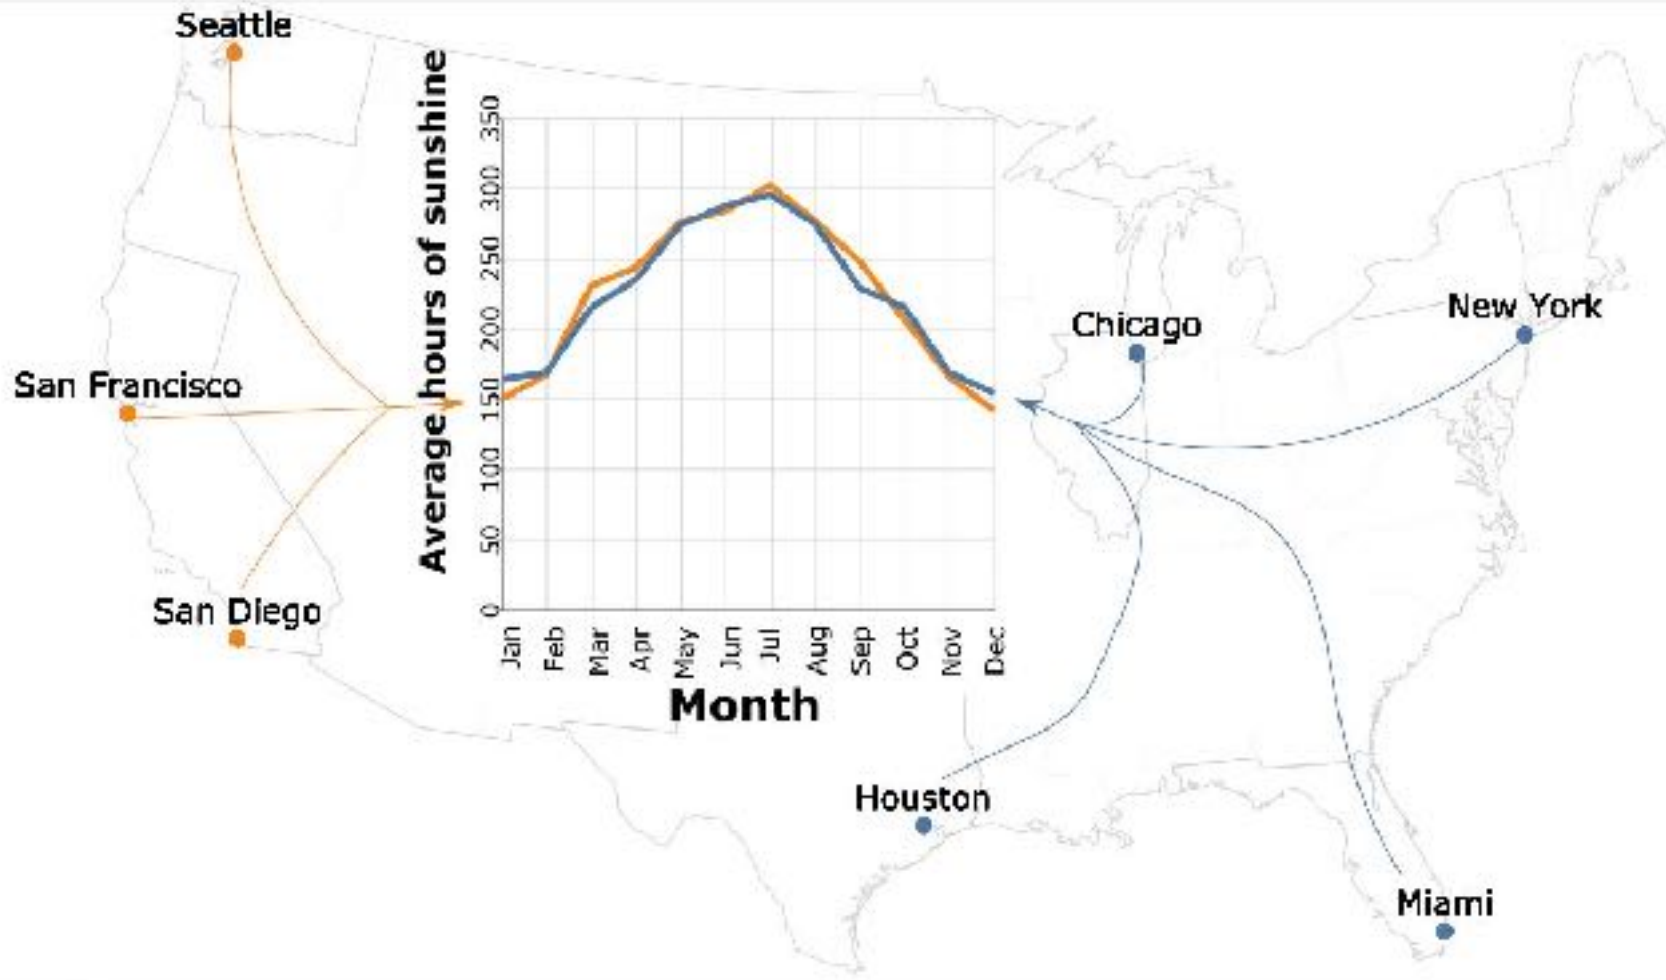 Seattle
San Francisco
San Diego
Average hours of sunshine
350
300
250
200
150
100
50
0
Jan
Feb
Mar
Apr
May
Jun
Jul
Aug
Sep
Oct
Nov
Dec
Month
Chicago
New York
Houston
Miami